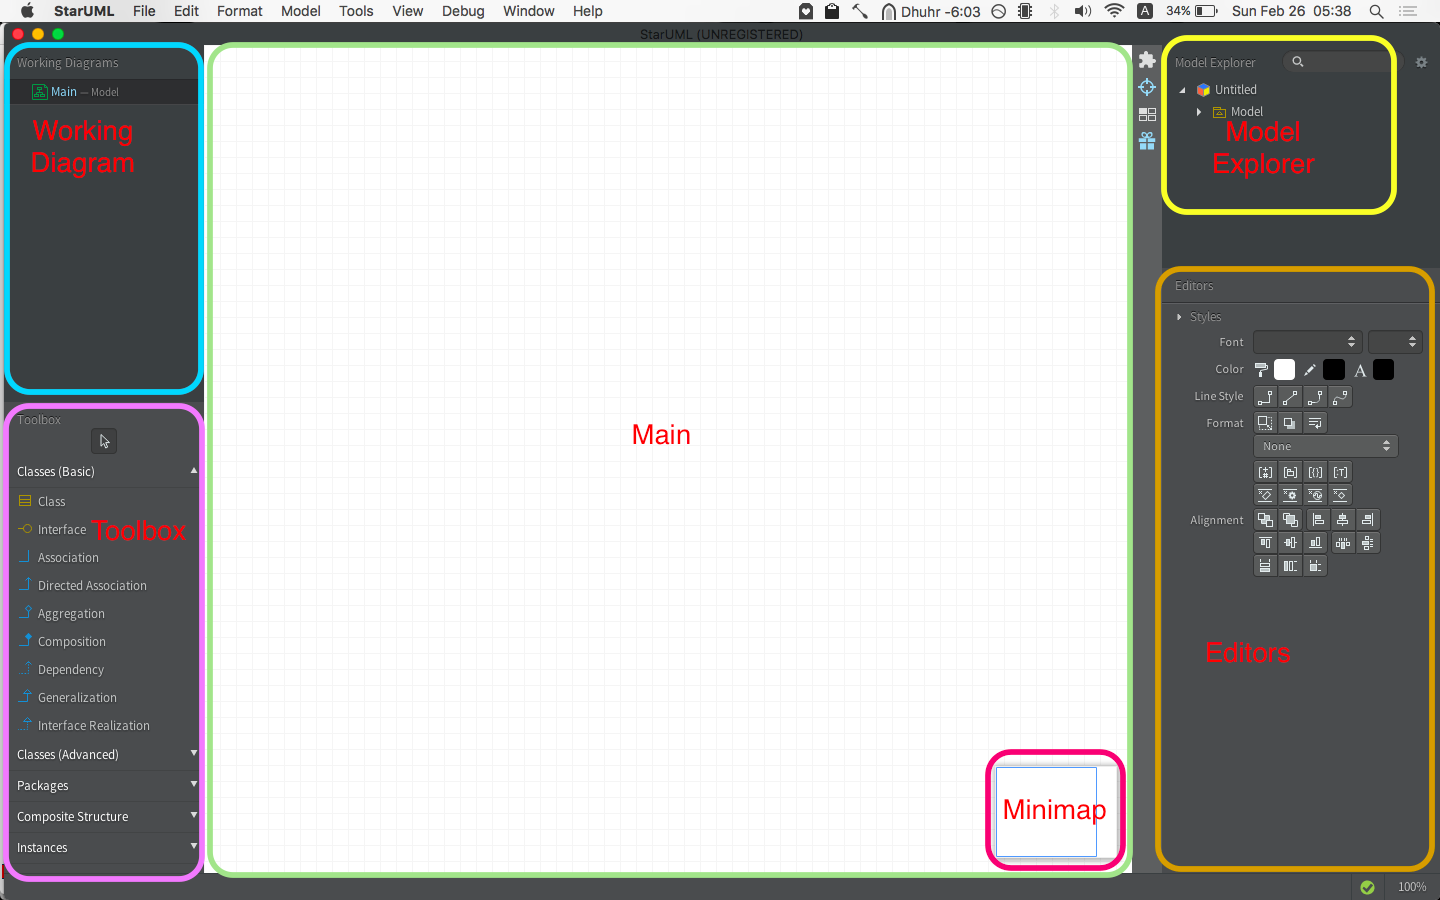 StarUML File Edit Format Model Tools View Debug Window Help Dhuhr -6:03 A 34% Sun Feb 26 05:38
StarUML (UNREGISTERED)
Working Diagrams
Main — Model
Working
Diagram
Toolbox
Classes (Basic)
Class
Interface
Toolbox
Association
Directed Association
Aggregation
Composition
Dependency
Generalization
Interface Realization
Classes (Advanced)
Packages
Composite Structure
Instances
Main
Minimap
Model Explorer
Untitled
Model
Model
Explorer
Editors
Styles
Font
Color A
Line Style
Format
None
Alignment
Editors
100%